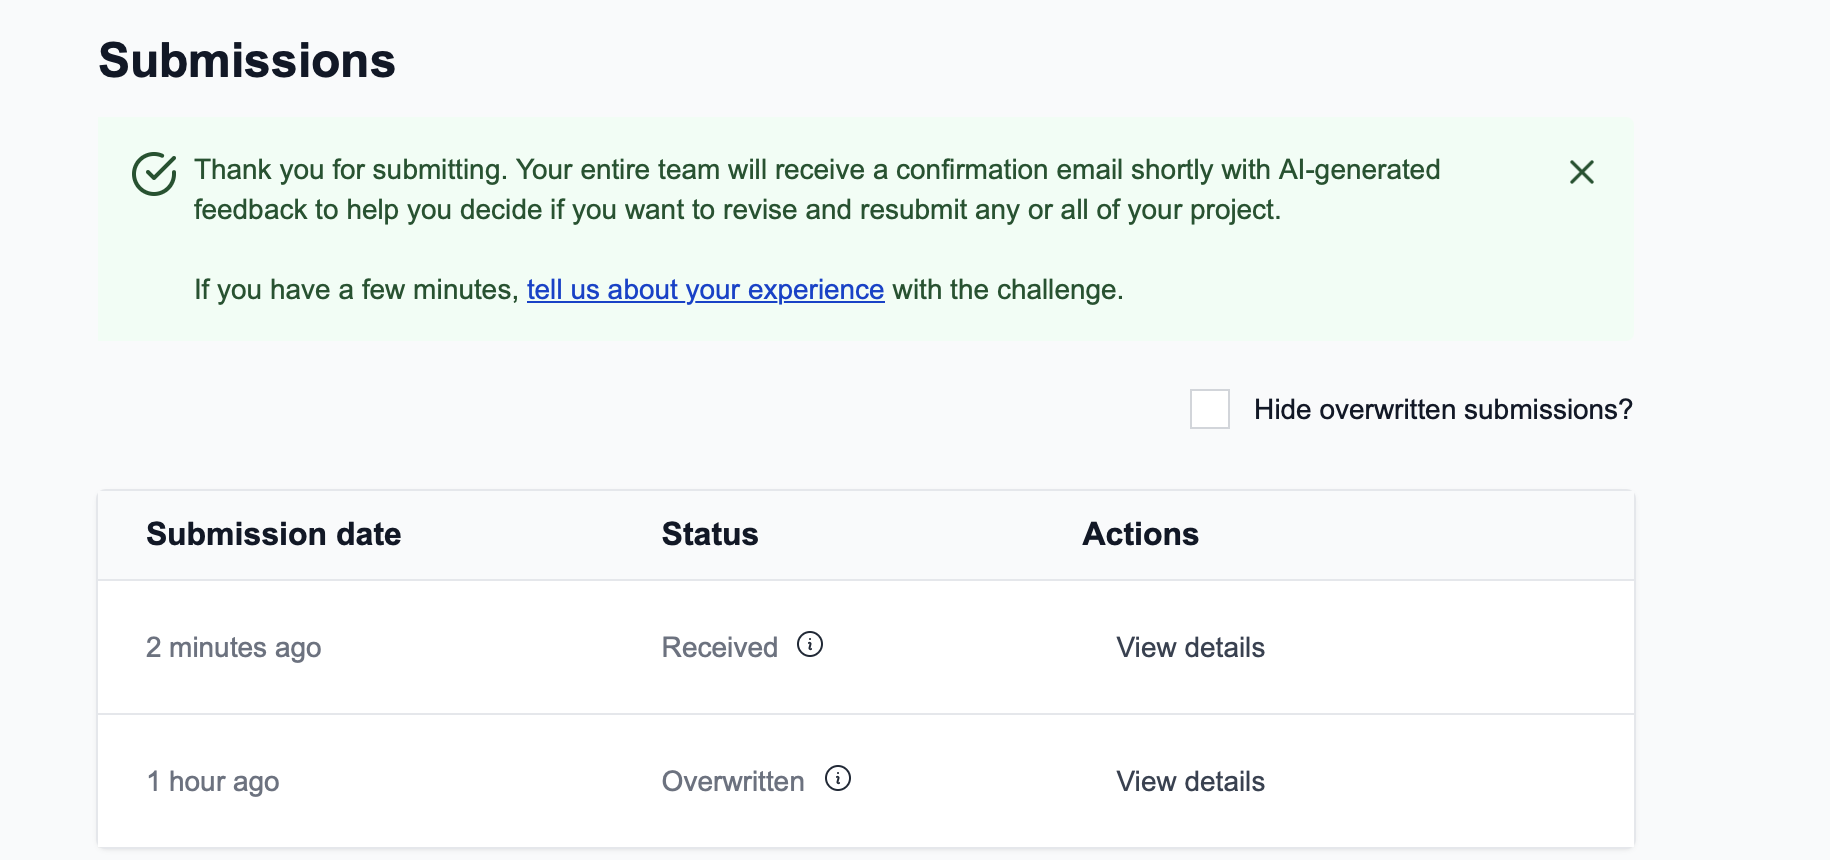 Submissions
Thank you for submitting. Your entire team will receive a confirmation email shortly with AI-generated
feedback to help you decide if you want to revise and resubmit any or all of your project.
If you have a few minutes, tell us about your experience with the challenge.
Hide overwritten submissions?
Submission date Status Actions
2 minutes ago Received View details
1 hour ago Overwritten View details